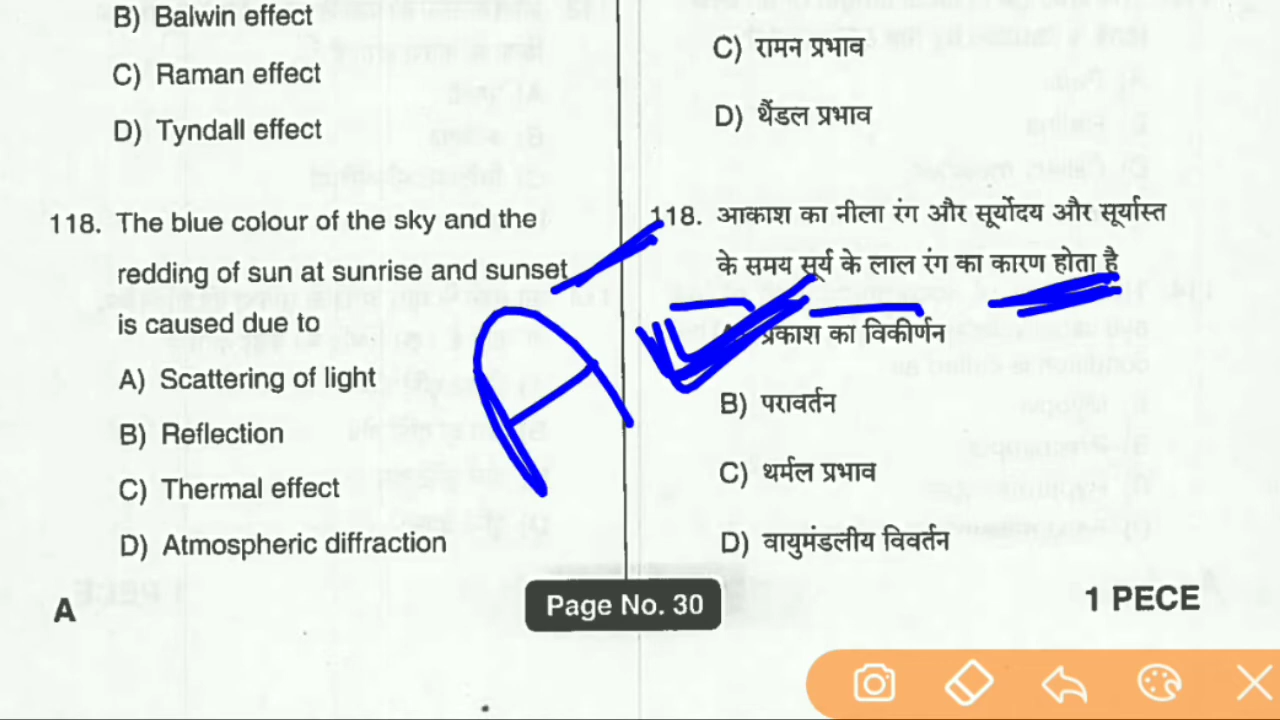 B) Balwin effect
C) Raman effect
D) Tyndall effect
118. The blue colour of the sky and the
redding of sun at sunrise and sunset
is caused due to
A) Scattering of light
B) Reflection
C) Thermal effect
D) Atmospheric diffraction
A
C) रामन प्रभाव
D) थैंडल प्रभाव
118. आकाश का नीला रंग और सूर्योदय और सूर्यास्त
के समय सूर्य के लाल रंग का कारण होता है
प्रकाश का विकीर्णन
B) परावर्तन
C) थर्मल प्रभाव
D) वायुमंडलीय विवर्तन
A
Page No. 30
1 PECE